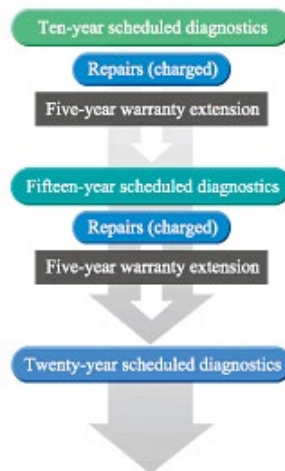 Ten-year scheduled diagnostics
Repairs (charged)
Five-year warranty extension
Fifteen-year scheduled diagnostics
Repairs (charged)
Five-year warranty extension
Twenty-year scheduled diagnostics